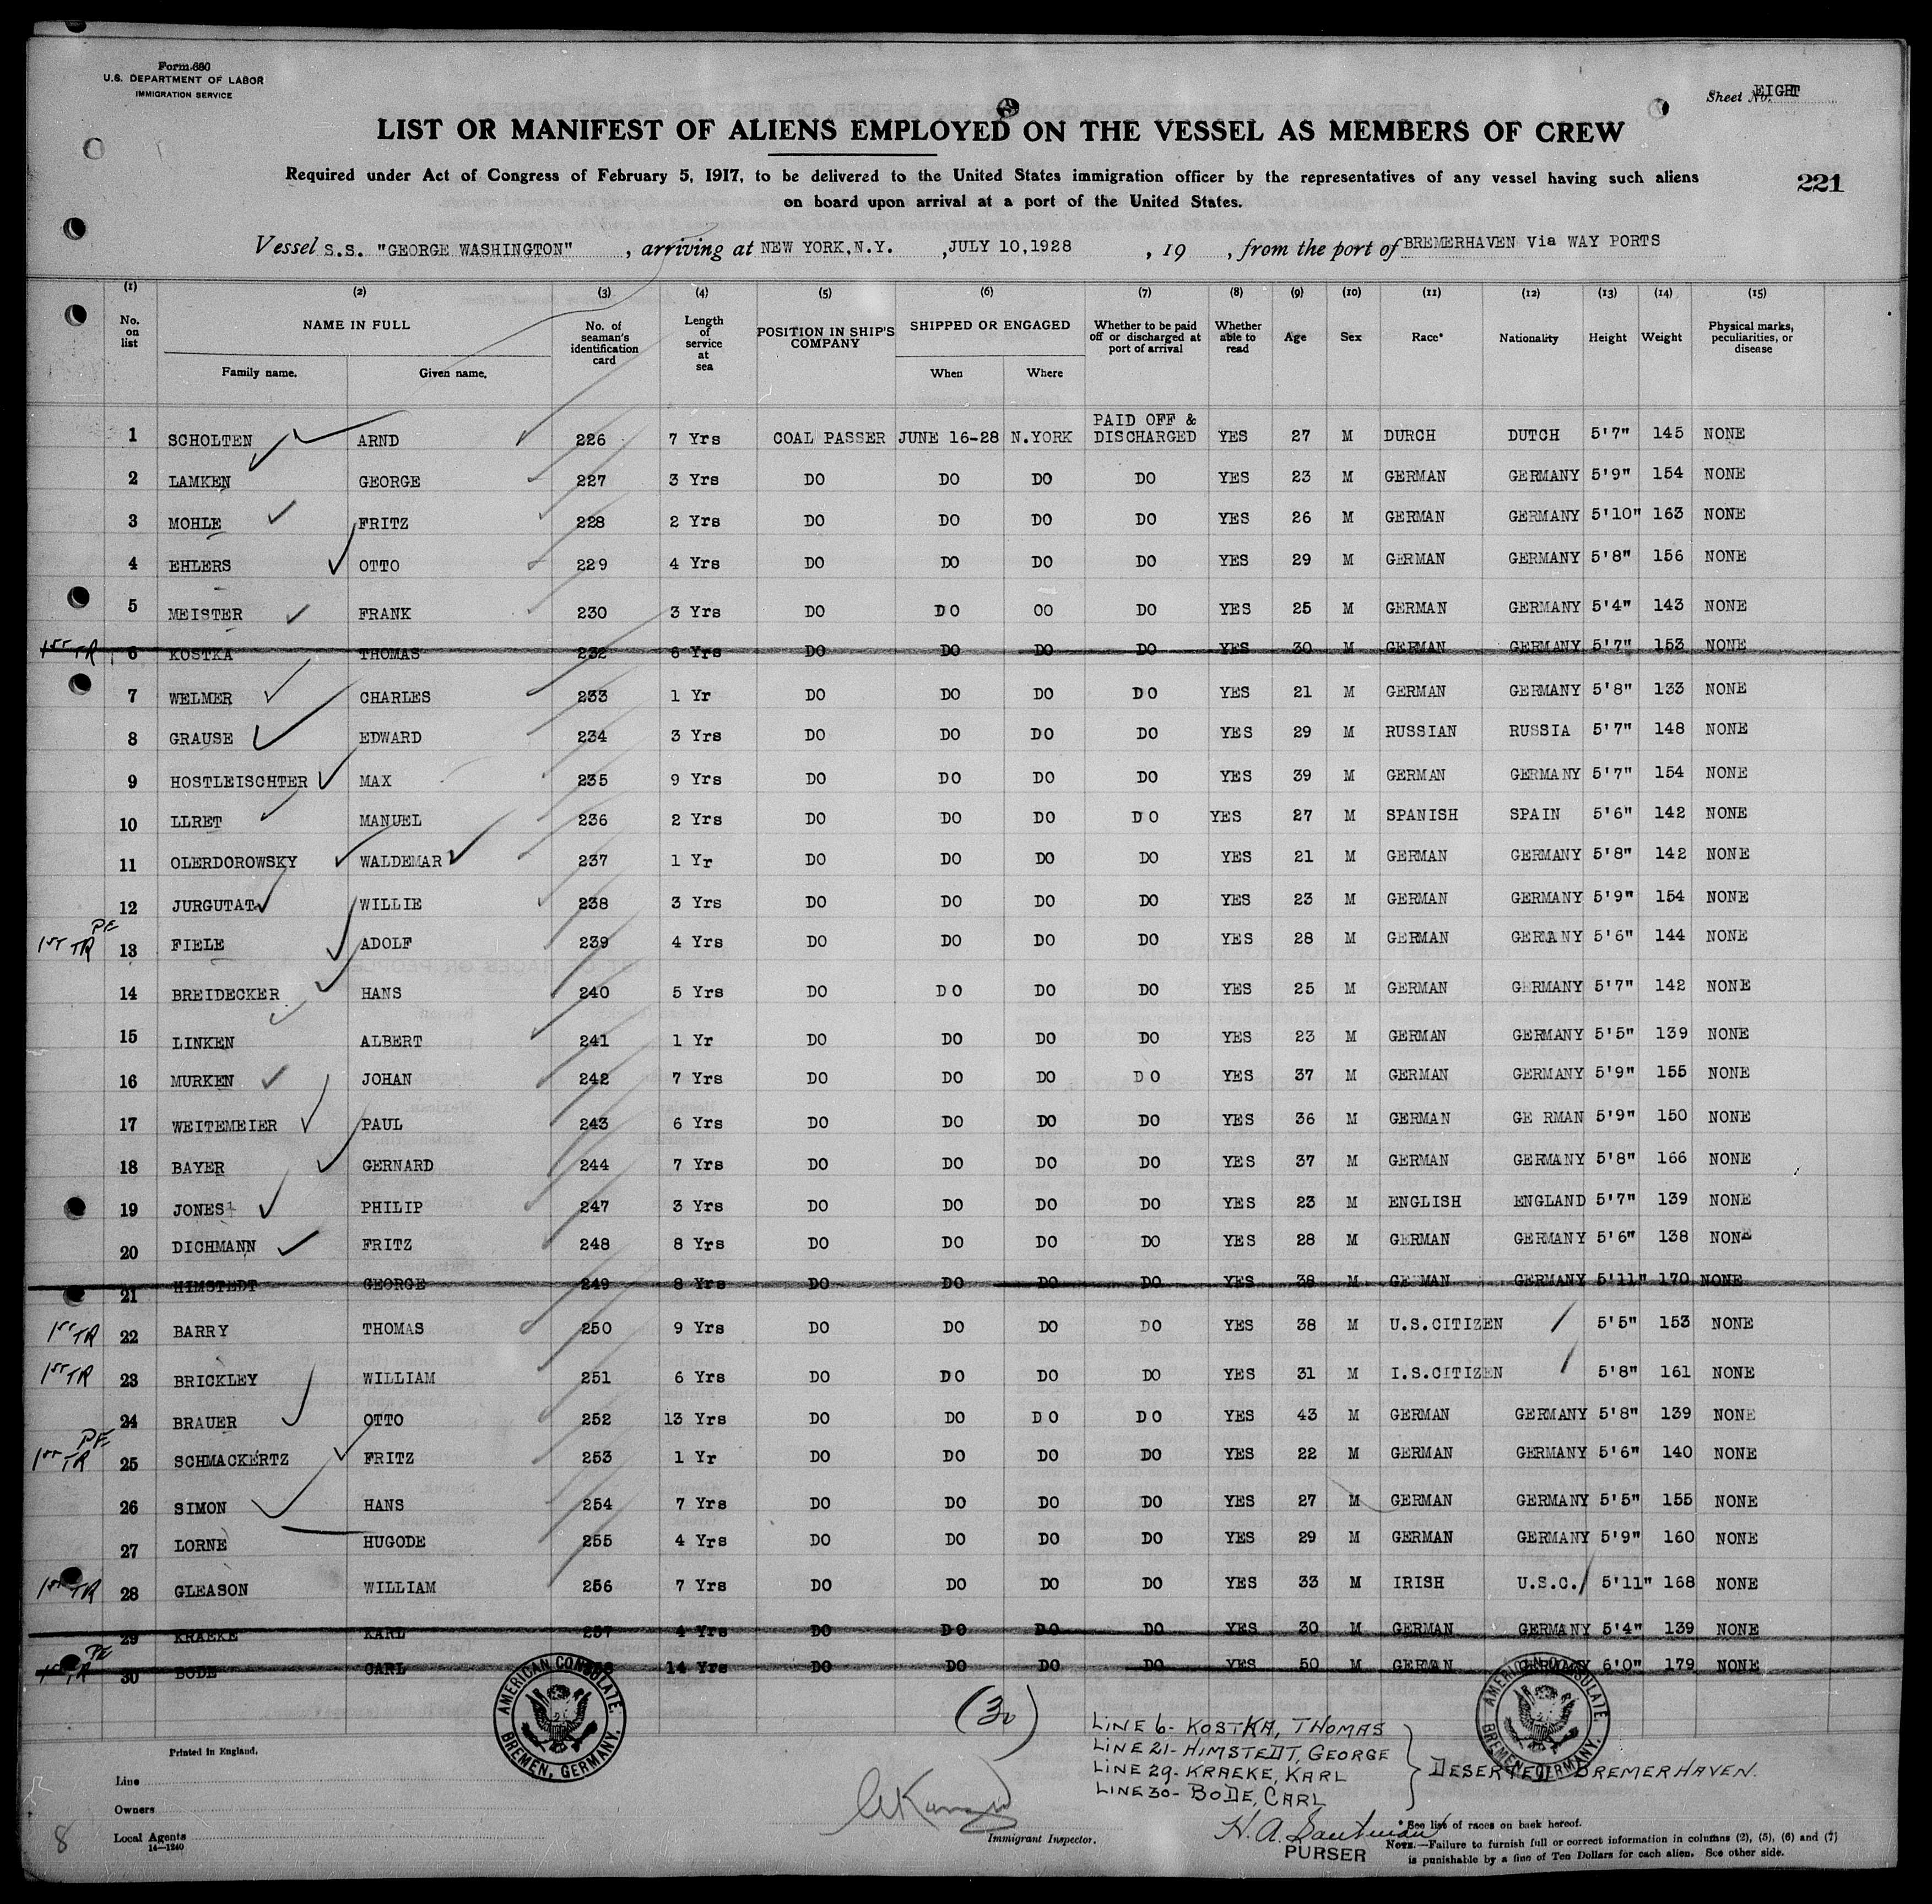 Form 680
U.S. DEPARTMENT OF LABOR
IMMIGRATION SERVICE
Sheet No. EIGHT
LIST OR MANIFEST OF ALIENS EMPLOYED ON THE VESSEL AS MEMBERS OF CREW
Required under Act of Congress of February 5, 1917, to be delivered to the United States immigration officer by the representatives of any vessel having such aliens
on board upon arrival at a port of the United States.
221
Vessel S.S. "GEORGE WASHINGTON", arriving at NEW YORK,N.Y. ,JULY 10,1928 , 19 , from the port of BREMERHAVEN Via WAY PORTS
(1) (2) (3) (4) (5) (6) (7) (8) (9) (10) (11) (12) (13) (14) (15)
No. on list NAME IN FULL No. of seaman's identification card Length of service at sea POSITION IN SHIP'S COMPANY SHIPPED OR ENGAGED Whether to be paid off or discharged at port of arrival Whether able to read Age Sex Race* Nationality Height Weight Physical marks, peculiarities, or disease
Family name. Given name. When Where
1 SCHOLTEN ARND 226 7 Yrs COAL PASSER JUNE 16-28 N.YORK PAID OFF & DISCHARGED YES 27 M DURCH DUTCH 5'7" 145 NONE
2 LAMKEN GEORGE 227 3 Yrs DO DO DO DO YES 23 M GERMAN GERMANY 5'9" 154 NONE
3 MOHLE FRITZ 228 2 Yrs DO DO DO DO YES 26 M GERMAN GERMANY 5'10" 163 NONE
4 EHLERS OTTO 229 4 Yrs DO DO DO DO YES 29 M GERMAN GERMANY 5'8" 156 NONE
5 MEISTER FRANK 230 3 Yrs DO DO OO DO YES 25 M GERMAN GERMANY 5'4" 143 NONE
1ST TR 6 KOSTKA THOMAS 232 6 Yrs DO DO DO DO YES 30 M GERMAN GERMANY 5'7" 153 NONE
7 WELMER CHARLES 233 1 Yr DO DO DO DO YES 21 M GERMAN GERMANY 5'8" 133 NONE
8 GRAUSE EDWARD 234 3 Yrs DO DO DO DO YES 29 M RUSSIAN RUSSIA 5'7" 148 NONE
9 HOSTLEISCHTER MAX 235 9 Yrs DO DO DO DO YES 39 M GERMAN GERMANY 5'7" 154 NONE
10 LLRET MANUEL 236 2 Yrs DO DO DO DO YES 27 M SPANISH SPAIN 5'6" 142 NONE
11 OLERDOROWSKY WALDEMAR 237 1 Yr DO DO DO DO YES 21 M GERMAN GERMANY 5'8" 142 NONE
12 JURGUTAT WILLIE 238 3 Yrs DO DO DO DO YES 23 M GERMAN GERMANY 5'9" 154 NONE
1ST TR PE 13 FIELE ADOLF 239 4 Yrs DO DO DO DO YES 28 M GERMAN GERMANY 5'6" 144 NONE
14 BREIDECKER HANS 240 5 Yrs DO DO DO DO YES 25 M GERMAN GERMANY 5'7" 142 NONE
15 LINKEN ALBERT 241 1 Yr DO DO DO DO YES 23 M GERMAN GERMANY 5'5" 139 NONE
16 MURKEN JOHAN 242 7 Yrs DO DO DO DO YES 37 M GERMAN GERMANY 5'9" 155 NONE
17 WEITEMEIER PAUL 243 6 Yrs DO DO DO DO YES 36 M GERMAN GE RMAN 5'9" 150 NONE
18 BAYER GERNARD 244 7 Yrs DO DO DO DO YES 37 M GERMAN GERMANY 5'8" 166 NONE
19 JONES PHILIP 247 3 Yrs DO DO DO DO YES 23 M ENGLISH ENGLAND 5'7" 139 NONE
20 DICHMANN FRITZ 248 8 Yrs DO DO DO DO YES 28 M GERMAN GERMANY 5'6" 138 NONE
21 HIMSTEDT GEORGE 249 8 Yrs DO DO DO DO YES 38 M GERMAN GERMANY 5'11" 170 NONE
1ST TR 22 BARRY THOMAS 250 9 Yrs DO DO DO DO YES 38 M U.S.CITIZEN 5'5" 153 NONE
1ST TR 23 BRICKLEY WILLIAM 251 6 Yrs DO DO DO DO YES 31 M I.S.CITIZEN 5'8" 161 NONE
24 BRAUER OTTO 252 13 Yrs DO DO DO DO YES 43 M GERMAN GERMANY 5'8" 139 NONE
1ST TR PE 25 SCHMACKERTZ FRITZ 253 1 Yr DO DO DO DO YES 22 M GERMAN GERMANY 5'6" 140 NONE
26 SIMON HANS 254 7 Yrs DO DO DO DO YES 27 M GERMAN GERMANY 5'5" 155 NONE
27 LORNE HUGODE 255 4 Yrs DO DO DO DO YES 29 M GERMAN GERMANY 5'9" 160 NONE
1ST TR 28 GLEASON WILLIAM 256 7 Yrs DO DO DO DO YES 33 M IRISH U.S.C. 5'11" 168 NONE
29 KRAEKE KARL 257 4 Yrs DO DO DO DO YES 30 M GERMAN GERMANY 5'4" 139 NONE
1ST TR PE 30 BODE CARL 14 Yrs DO DO DO DO YES 50 M GERMAN GERMANY 6'0" 179 NONE
AMERICAN CONSULATE. BREMEN, GERMANY.
AMERICAN CONSULATE. BREMEN, GERMANY.
(30)
LINE 6- KOSTKA, THOMAS
LINE 21- HIMSTEDT, GEORGE
LINE 29- KRAEKE, KARL
LINE 30- BODE, CARL
DESERTED BREMERHAVEN.
Printed in England.
Line
Owners
Local Agents
14—1240
8
Immigrant Inspector.
H. A.
PURSER
* See list of races on back hereof.
NOTE.—Failure to furnish full or correct information in columns (2), (5), (6) and (7)
is punishable by a fine of Ten Dollars for each alien. See other side.